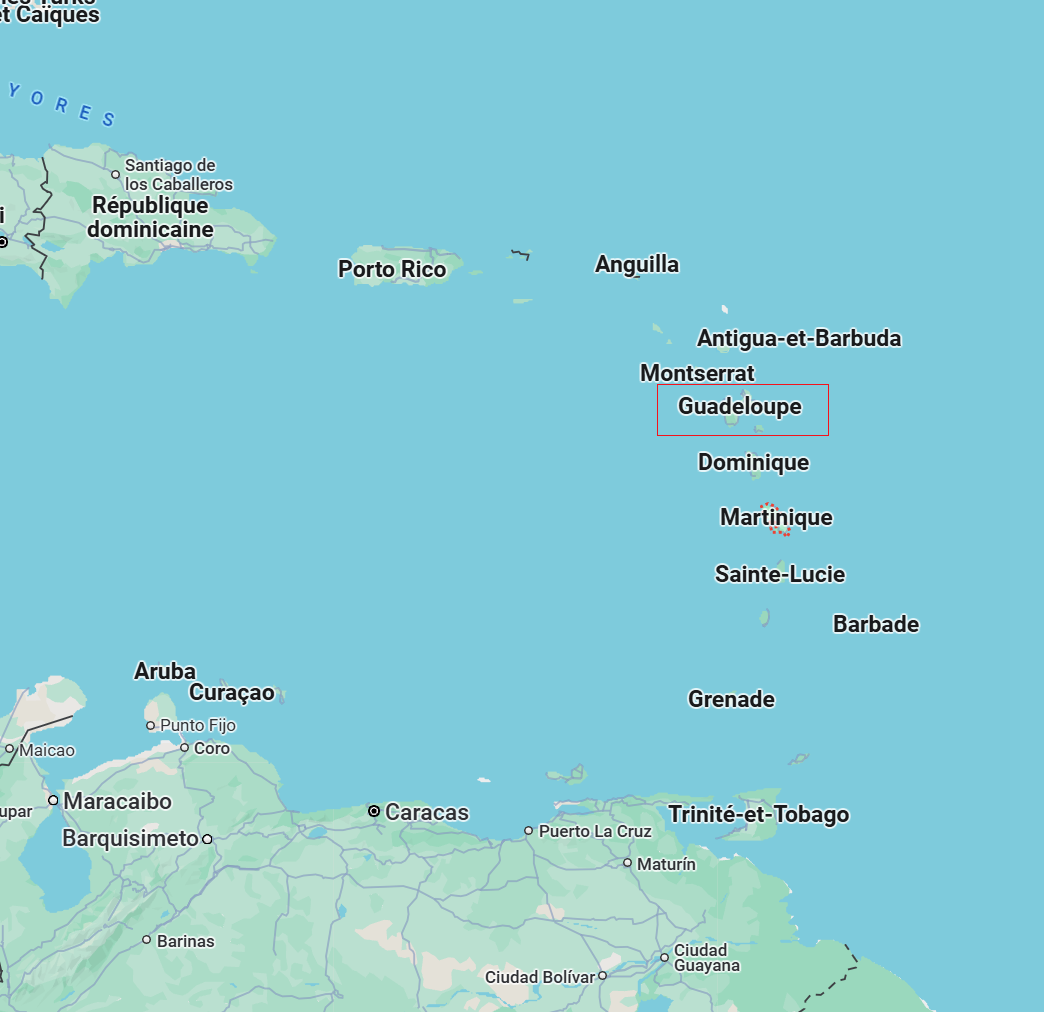 et Caïques
YORES
Santiago de
los Caballeros
République
dominicaine
Porto Rico
Anguilla
Antigua-et-Barbuda
Montserrat
Guadeloupe
Dominique
Martinique
Sainte-Lucie
Barbade
Aruba
Curaçao
Grenade
Punto Fijo
Coro
Maicao
Maracaibo
upar
Caracas
Trinité-et-Tobago
Barquisimeto
Puerto La Cruz
Maturín
Barinas
Ciudad
Guayana
Ciudad Bolívar